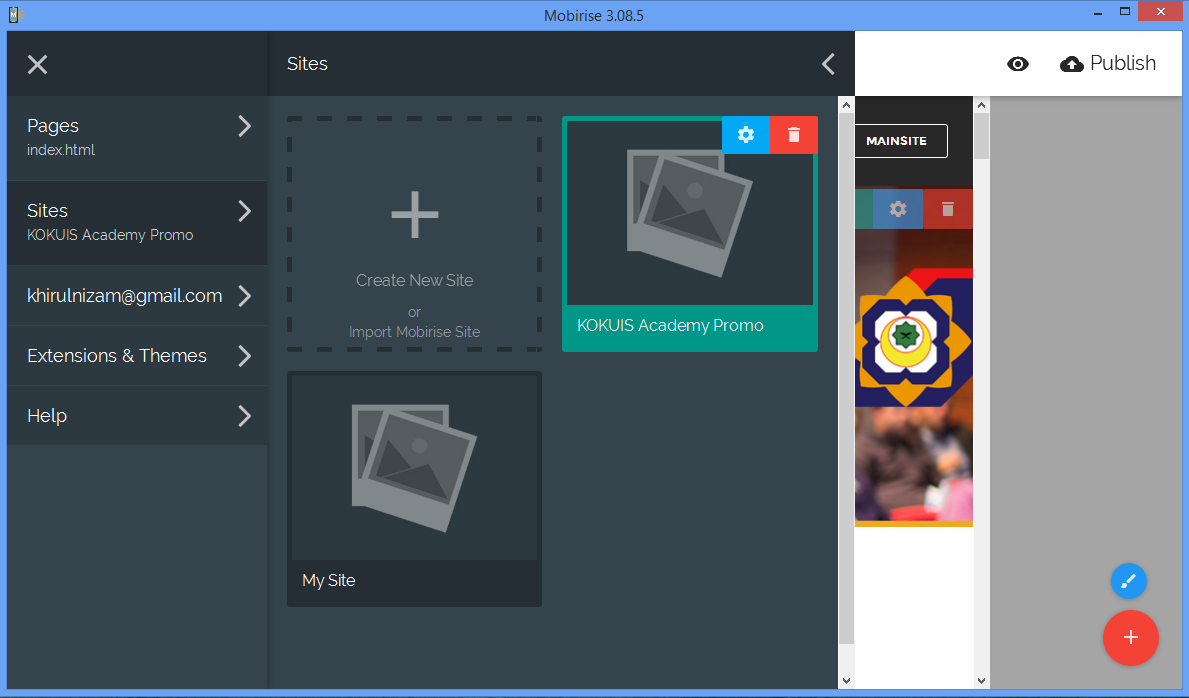 Mobirise 3.08.5
Sites
Publish
Pages
index.html
Sites
KOKUIS Academy Promo
khirulnizam@gmail.com
Extensions & Themes
Help
Create New Site
or
Import Mobirise Site
KOKUIS Academy Promo
My Site
MAINSITE